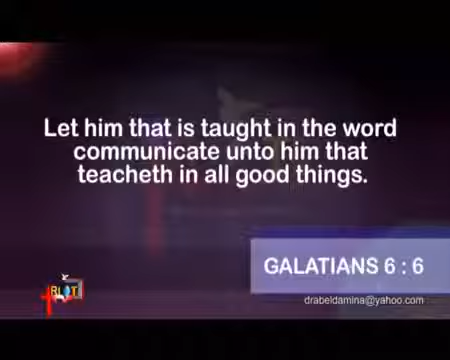 Let him that is taught in the word
communicate unto him that
teacheth in all good things.
GALATIANS 6 : 6
drabeldamina@yahoo.com